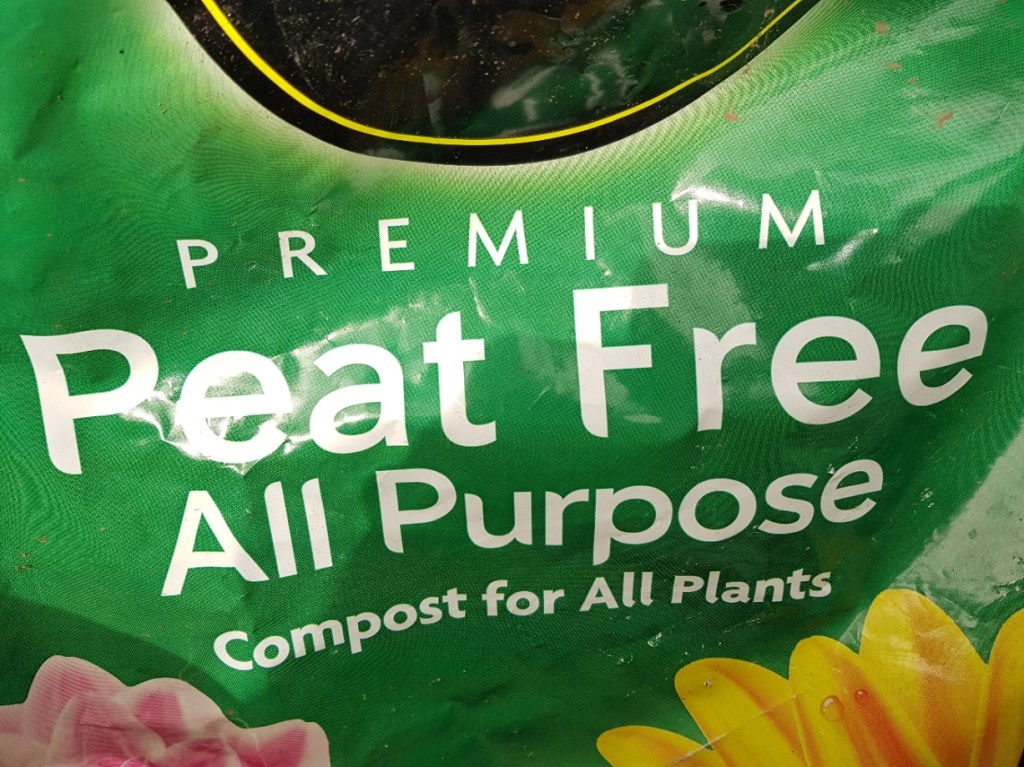 PREMIUM
Peat Free
All Purpose
Compost for All Plants